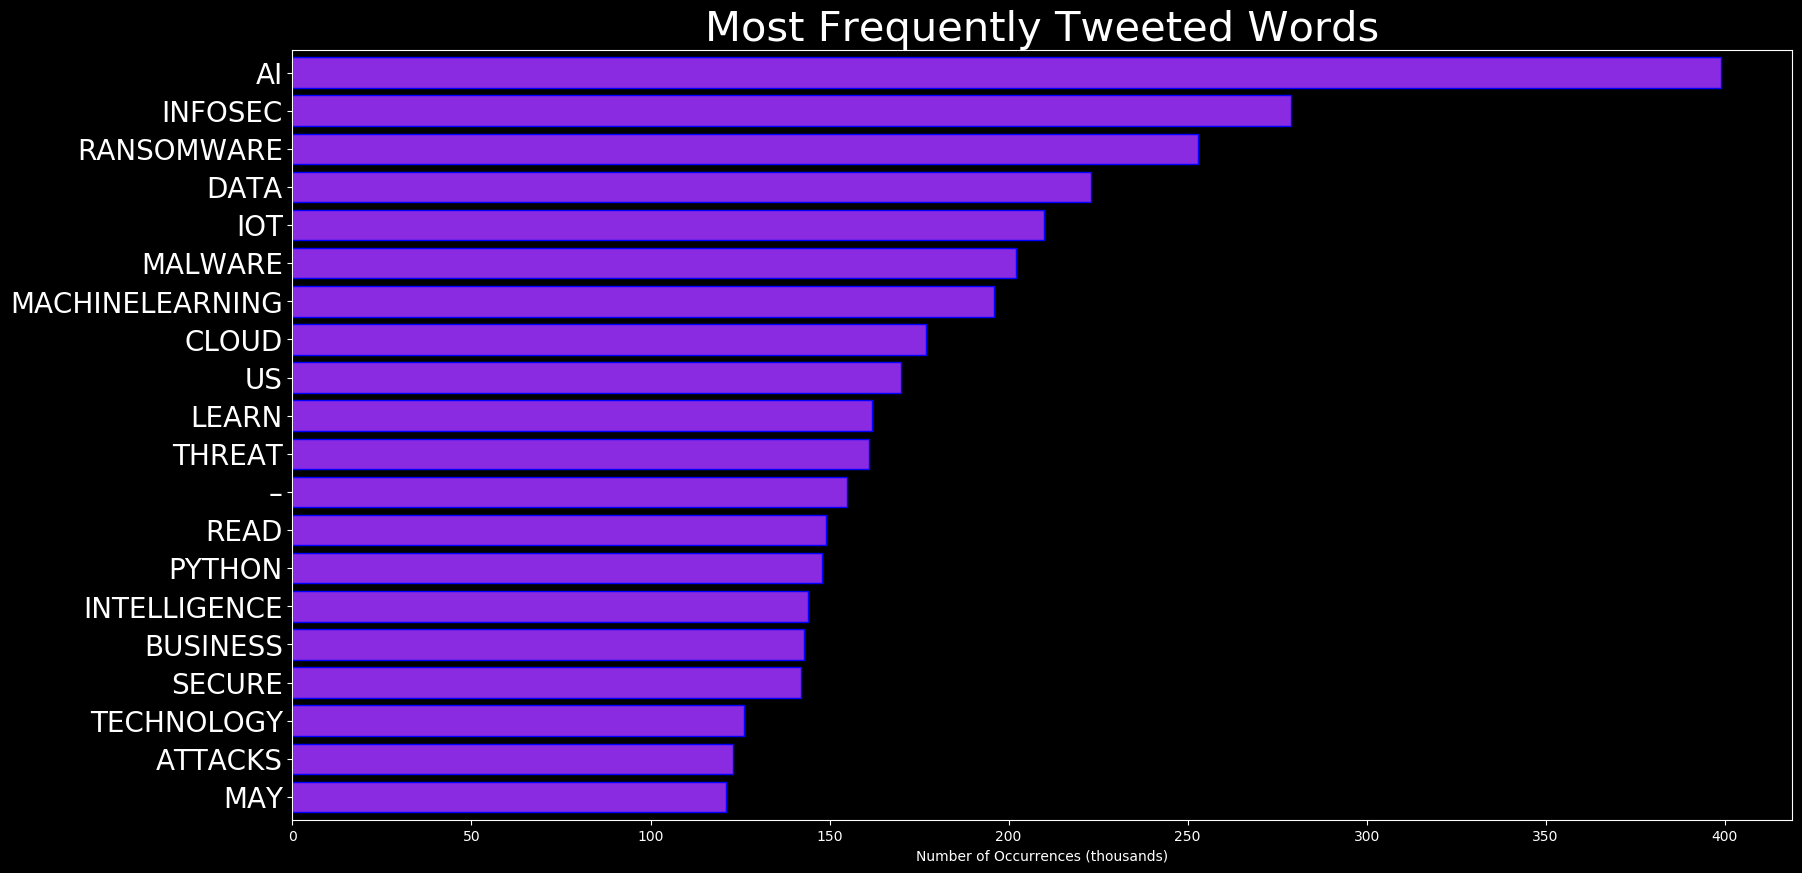 Most Frequently Tweeted Words
AI
INFOSEC
RANSOMWARE
DATA
IOT
MALWARE
MACHINELEARNING
CLOUD
US
LEARN
THREAT
–
READ
PYTHON
INTELLIGENCE
BUSINESS
SECURE
TECHNOLOGY
ATTACKS
MAY
0 50 100 150 200 250 300 350 400
Number of Occurrences (thousands)